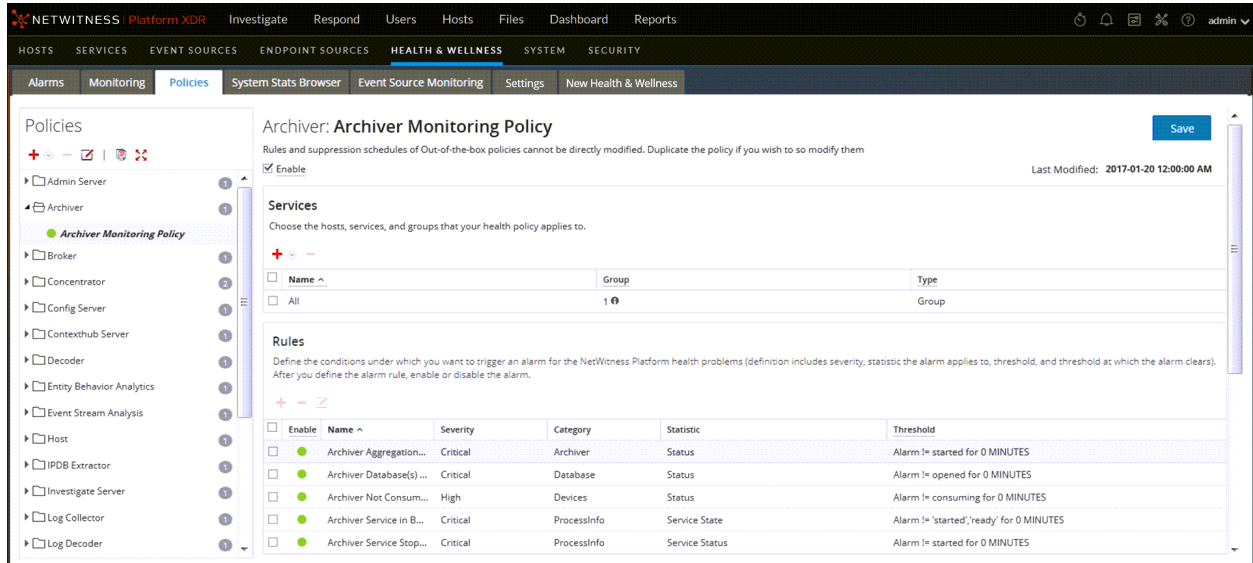 NETWITNESS Platform XDR Investigate Respond Users Hosts Files Dashboard Reports admin
HOSTS SERVICES EVENT SOURCES ENDPOINT SOURCES HEALTH & WELLNESS SYSTEM SECURITY
Alarms Monitoring Policies System Stats Browser Event Source Monitoring Settings New Health & Wellness
Policies
Admin Server 1
Archiver 1
Archiver Monitoring Policy
Broker 1
Concentrator 2
Config Server 1
Contexthub Server 1
Decoder 1
Entity Behavior Analytics 1
Event Stream Analysis 1
Host 1
IPDB Extractor 1
Investigate Server 1
Log Collector 1
Log Decoder 1
Archiver: Archiver Monitoring Policy
Save
Rules and suppression schedules of Out-of-the-box policies cannot be directly modified. Duplicate the policy if you wish to so modify them
Enable
Last Modified: 2017-01-20 12:00:00 AM
Services
Choose the hosts, services, and groups that your health policy applies to.
Name Group Type
All 1 Group
Rules
Define the conditions under which you want to trigger an alarm for the NetWitness Platform health problems (definition includes severity, statistic the alarm applies to, threshold, and threshold at which the alarm clears).
After you define the alarm rule, enable or disable the alarm.
Enable Name Severity Category Statistic Threshold
Archiver Aggregation... Critical Archiver Status Alarm != started for 0 MINUTES
Archiver Database(s) ... Critical Database Status Alarm != opened for 0 MINUTES
Archiver Not Consum... High Devices Status Alarm != consuming for 0 MINUTES
Archiver Service in B... Critical ProcessInfo Service State Alarm != 'started','ready' for 0 MINUTES
Archiver Service Stop... Critical ProcessInfo Service Status Alarm != started for 0 MINUTES